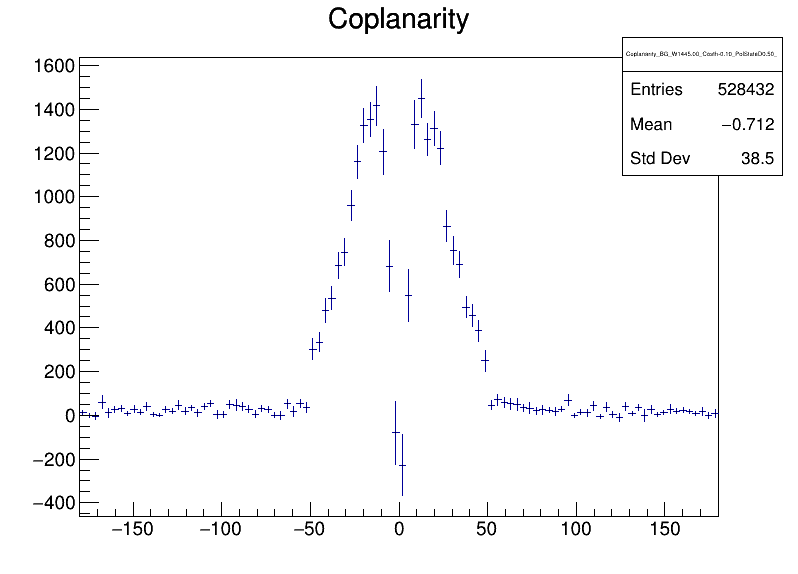 Coplanarity
Coplanarity_BG_W1445.00_Costh-0.10_PolStateD0.50_
Entries 528432
Mean −0.712
Std Dev 38.5
1600
1400
1200
1000
800
600
400
200
0
−200
−400
−150 −100 −50 0 50 100 150